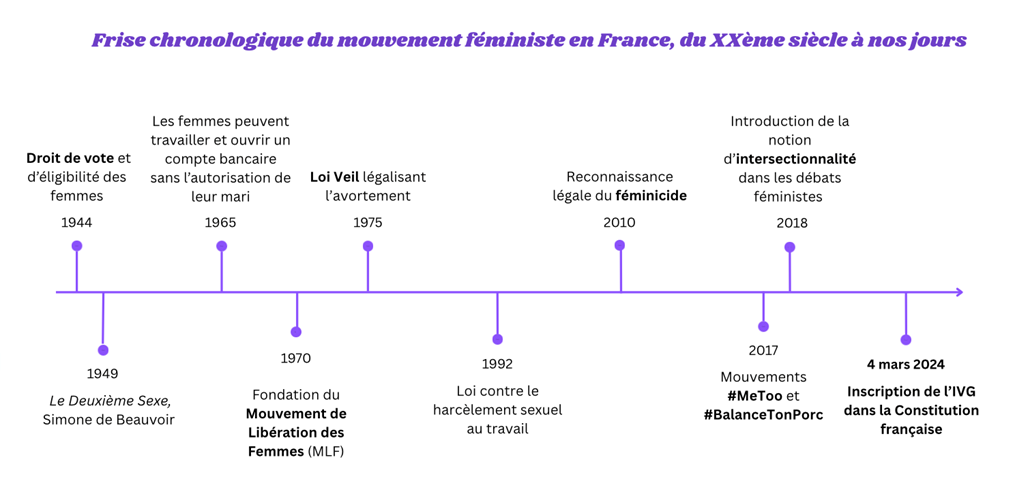 Frise chronologique du mouvement féministe en France, du XXème siècle à nos jours
Droit de vote et
d'éligibilité des
femmes
1944
Les femmes peuvent
travailler et ouvrir un
compte bancaire
sans l'autorisation de
leur mari
1965
Loi Veil légalisant
l'avortement
1975
Reconnaissance
légale du féminicide
2010
Introduction de la
notion
d'intersectionnalité
dans les débats
féministes
2018
1949
Le Deuxième Sexe,
Simone de Beauvoir
1970
Fondation du
Mouvement de
Libération des
Femmes (MLF)
1992
Loi contre le
harcèlement sexuel
au travail
2017
Mouvements
#MeToo et
#BalanceTonPorc
4 mars 2024
Inscription de l'IVG
dans la Constitution
française